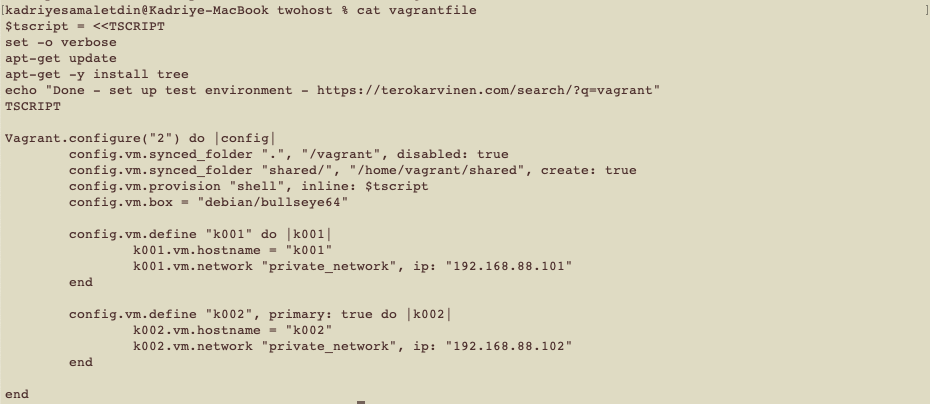 [kadriyesamaletdin@Kadriye-MacBook twohost % cat vagrantfile ]
$tscript = <<TSCRIPT
set -o verbose
apt-get update
apt-get -y install tree
echo "Done - set up test environment - https://terokarvinen.com/search/?q=vagrant"
TSCRIPT

Vagrant.configure("2") do |config|
        config.vm.synced_folder ".", "/vagrant", disabled: true
        config.vm.synced_folder "shared/", "/home/vagrant/shared", create: true
        config.vm.provision "shell", inline: $tscript
        config.vm.box = "debian/bullseye64"

        config.vm.define "k001" do |k001|
                k001.vm.hostname = "k001"
                k001.vm.network "private_network", ip: "192.168.88.101"
        end

        config.vm.define "k002", primary: true do |k002|
                k002.vm.hostname = "k002"
                k002.vm.network "private_network", ip: "192.168.88.102"
        end

end